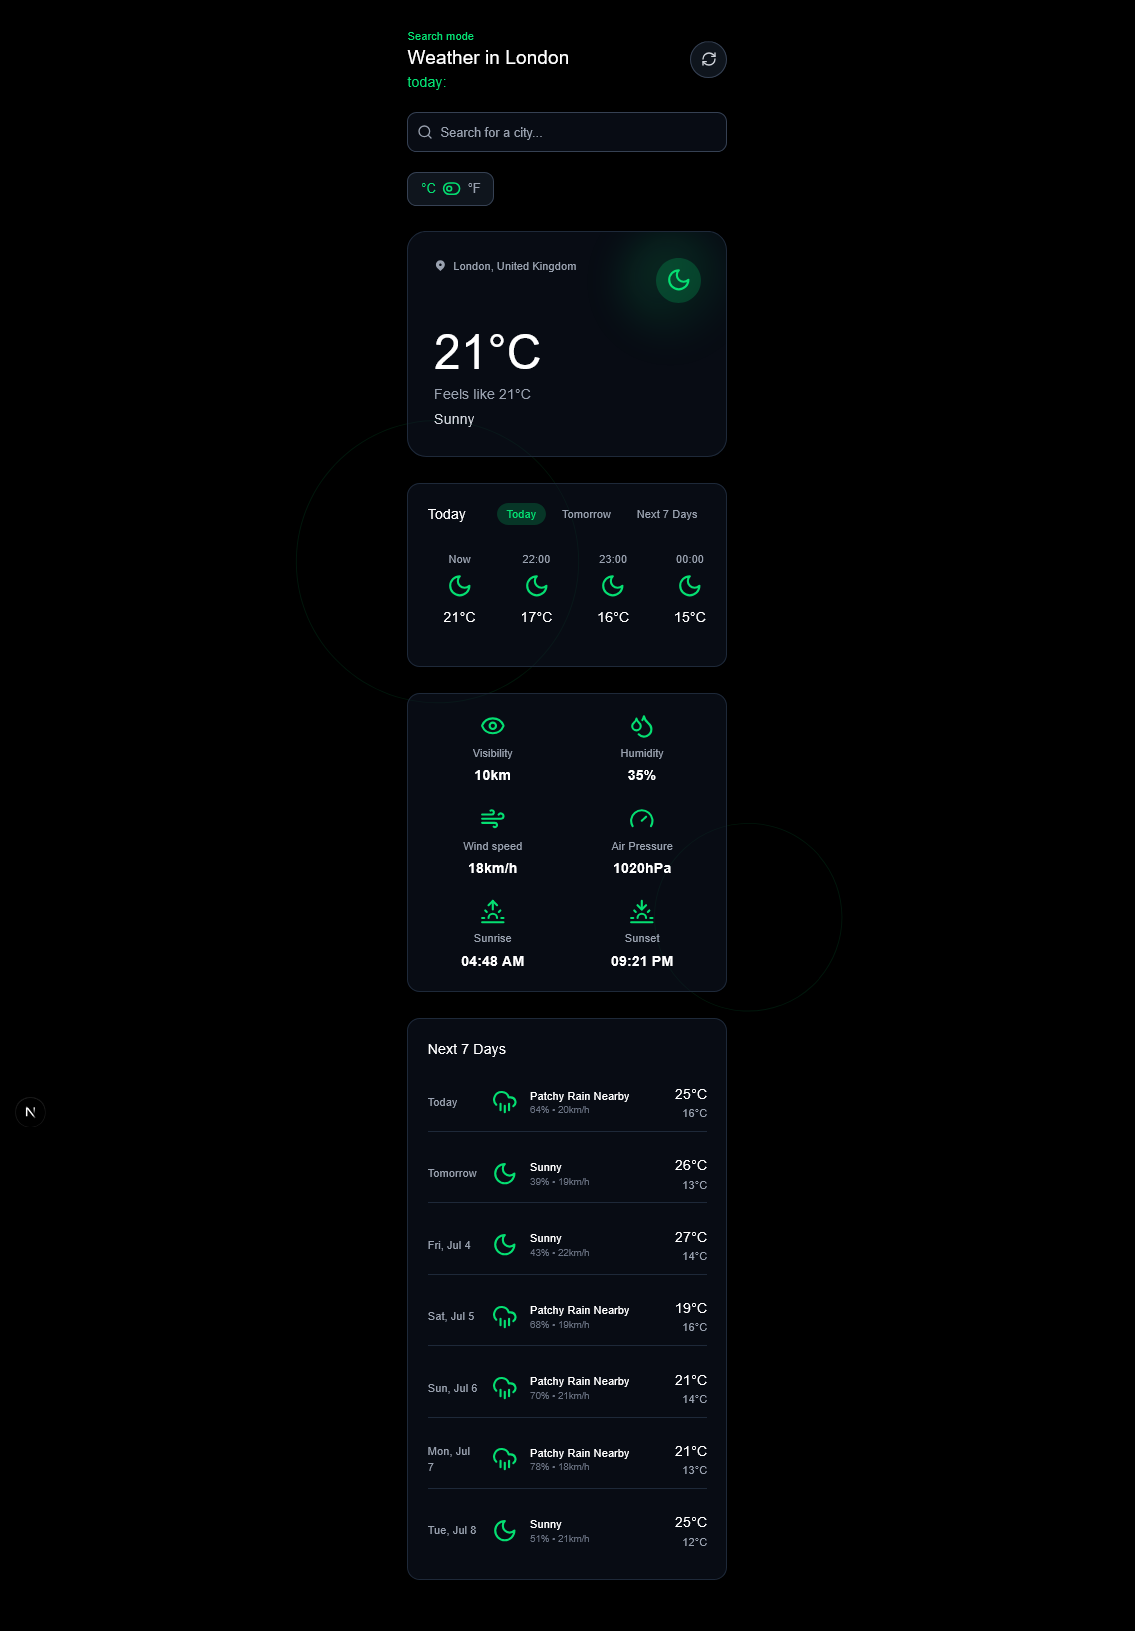 Search mode
Weather in London
today:
Search for a city...
°C °F
London, United Kingdom
21°C
Feels like 21°C
Sunny
Today Today Tomorrow Next 7 Days
Now 22:00 23:00 00:00
21°C 17°C 16°C 15°C
Visibility Humidity
10km 35%
Wind speed Air Pressure
18km/h 1020hPa
Sunrise Sunset
04:48 AM 09:21 PM
Next 7 Days
Today Patchy Rain Nearby 25°C
64% • 20km/h 16°C
Tomorrow Sunny 26°C
39% • 19km/h 13°C
Fri, Jul 4 Sunny 27°C
43% • 22km/h 14°C
Sat, Jul 5 Patchy Rain Nearby 19°C
68% • 19km/h 16°C
N
Sun, Jul 6 Patchy Rain Nearby 21°C
70% • 21km/h 14°C
Mon, Jul Patchy Rain Nearby 21°C
7 78% • 18km/h 13°C
Tue, Jul 8 Sunny 25°C
51% • 21km/h 12°C